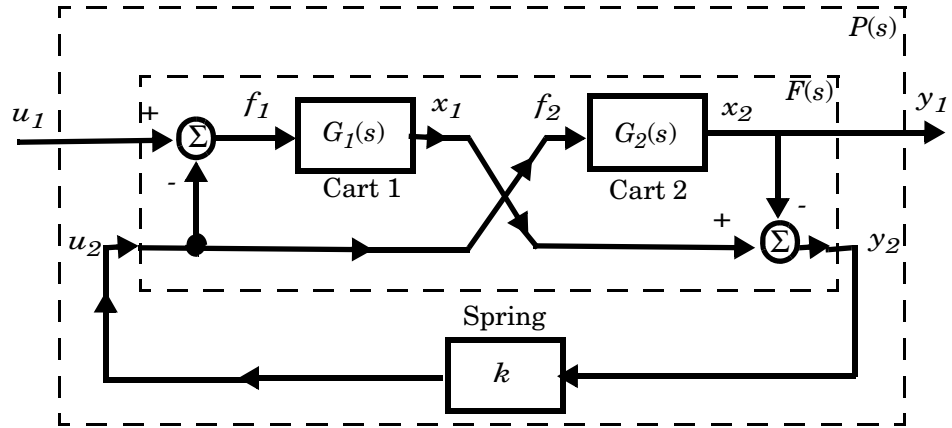 P(s)
F(s)
u1
+
Σ
-
f1
G1(s)
Cart 1
x1
f2
G2(s)
Cart 2
x2
y1
u2
+
-
Σ
y2
Spring
k